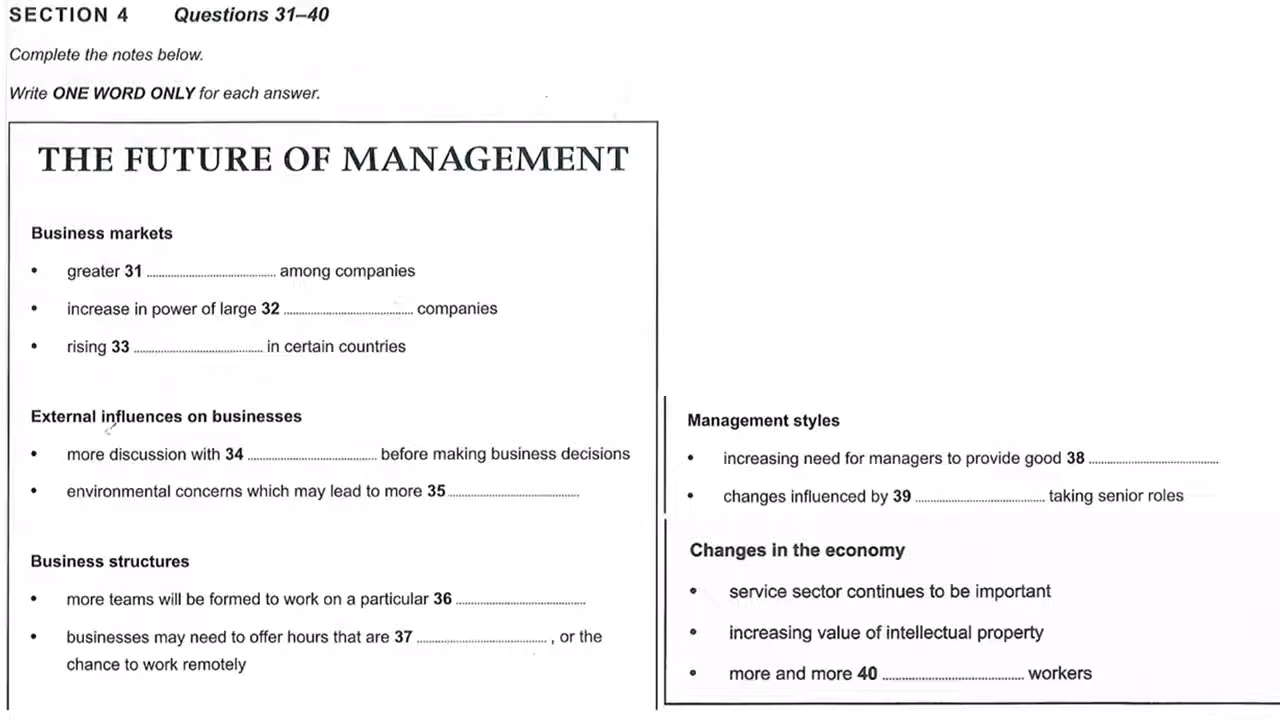 SECTION 4 Questions 31–40
Complete the notes below.
Write ONE WORD ONLY for each answer.
THE FUTURE OF MANAGEMENT
Business markets
• greater 31 ................................ among companies
• increase in power of large 32 ................................ companies
• rising 33 ................................ in certain countries
External influences on businesses
• more discussion with 34 ................................ before making business decisions
• environmental concerns which may lead to more 35 ................................
Business structures
• more teams will be formed to work on a particular 36 ................................
• businesses may need to offer hours that are 37 ................................ , or the
chance to work remotely
Management styles
• increasing need for managers to provide good 38 ................................
• changes influenced by 39 ................................ taking senior roles
Changes in the economy
• service sector continues to be important
• increasing value of intellectual property
• more and more 40 ................................ workers